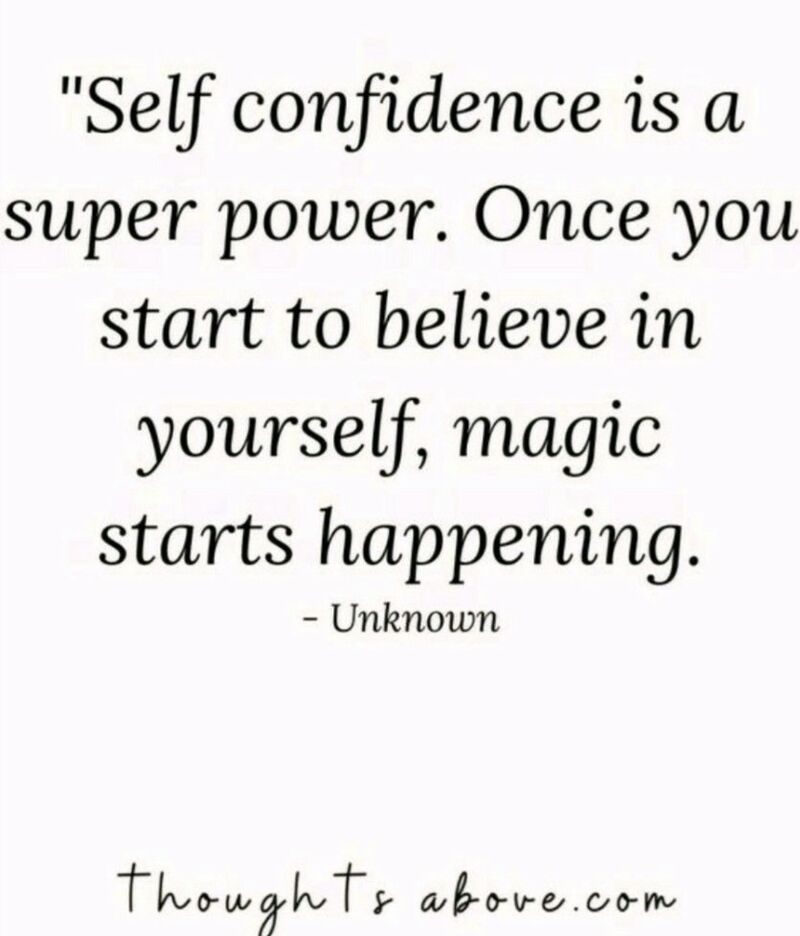 "Self confidence is a
super power. Once you
start to believe in
yourself, magic
starts happening.
- Unknown
Thoughts above.com